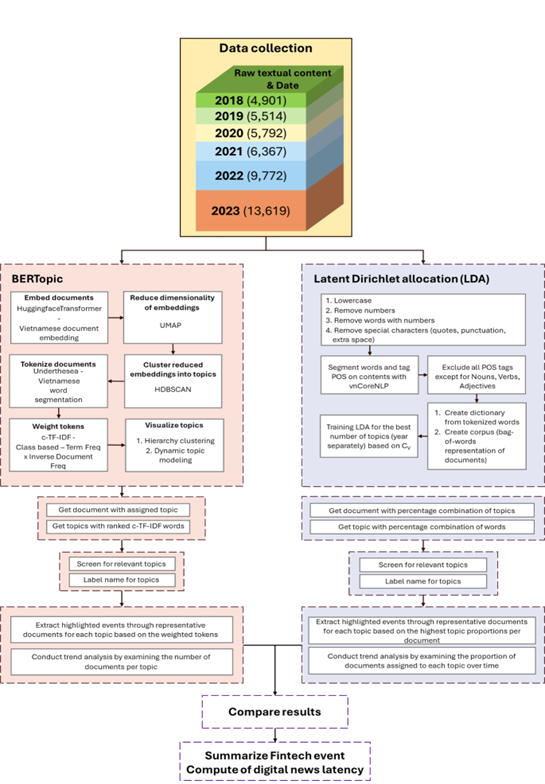 Data collection
Raw textual content
& Date
2018 (4,901)
2019 (5,514)
2020 (5,792)
2021 (6,367)
2022 (9,772)
2023 (13,619)
BERTopic
Embed documents
HuggingfaceTransformer
-
Vietnamese document
embedding
Reduce dimensionality
of embeddings
UMAP
Tokenize documents
Underthesea -
Vietnamese
word
segmentation
Cluster reduced
embeddings into topics
HDBSCAN
Weight tokens
c-TF-IDF -
Class based – Term Freq
x Inverse Document
Freq
Visualize topics
1. Hierarchy clustering
2. Dynamic topic
modeling
Get document with assigned topic
Get topics with ranked c-TF-IDF words
Screen for relevant topics
Label name for topics
Extract highlighted events through representative
documents for each topic based on the weighted tokens
Conduct trend analysis by examining the number of
documents per topic
Latent Dirichlet allocation (LDA)
1. Lowercase
2. Remove numbers
3. Remove words with numbers
4. Remove special characters (quotes, punctuation,
extra space)
Segment words and tag
POS on contents with
vnCoreNLP
Exclude all POS tags
except for Nouns, Verbs,
Adjectives
Training LDA for the best
number of topics (year
separately) based on Cv
1. Create dictionary
from tokenized words
2. Create corpus (bag-
of-words
representation of
documents)
Get document with percentage combination of topics
Get topic with percentage combination of words
Screen for relevant topics
Label name for topics
Extract highlighted events through representative documents
for each topic based on the highest topic proportions per
document
Conduct trend analysis by examining the proportion of
documents assigned to each topic over time
Compare results
Summarize Fintech event
Compute of digital news latency